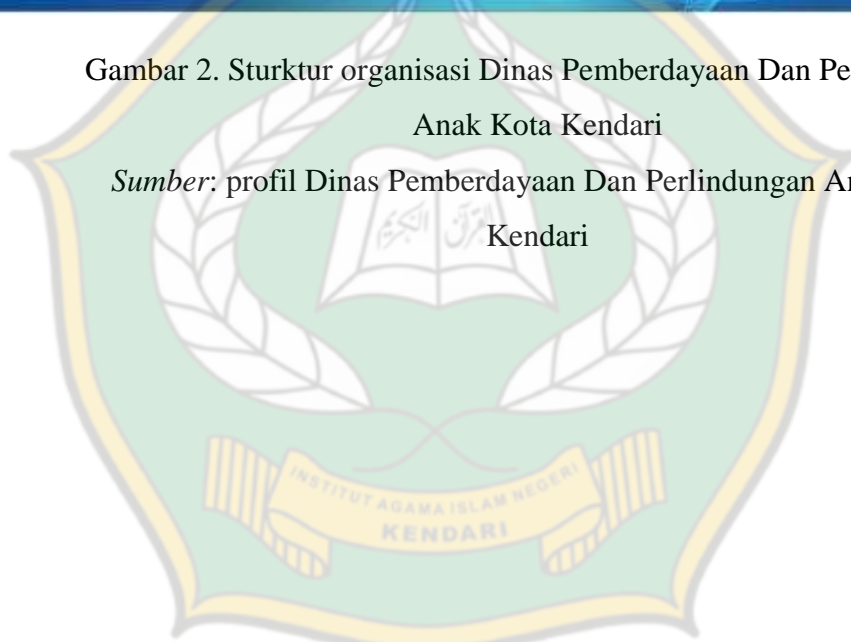 Gambar 2. Sturktur organisasi Dinas Pemberdayaan Dan Pe
Anak Kota Kendari
Sumber: profil Dinas Pemberdayaan Dan Perlindungan A
Kendari
القرآن الكريم
INSTITUT AGAMA ISLAM NEGERI
KENDARI